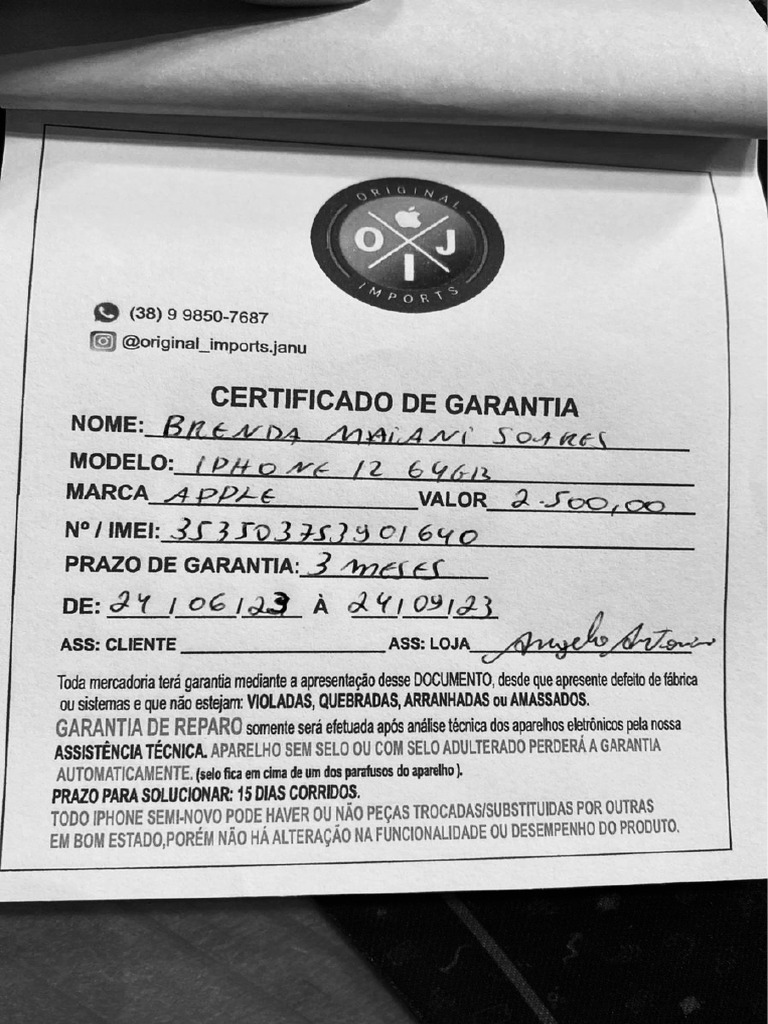 ORIGINAL
O J
I
IMPORTS
(38) 9 9850-7687
@original_imports.janu
CERTIFICADO DE GARANTIA
NOME: BRENDA MAIANI SOARES
MODELO: IPHONE 12 64GB
MARCA APPLE VALOR 2.500,00
Nº / IMEI: 353503753901640
PRAZO DE GARANTIA: 3 MESES
DE: 24 / 06 / 23 À 24/09/23
ASS: CLIENTE ASS: LOJA Angelo Antonio
Toda mercadoria terá garantia mediante a apresentação desse DOCUMENTO, desde que apresente defeito de fábrica
ou sistemas e que não estejam: VIOLADAS, QUEBRADAS, ARRANHADAS ou AMASSADOS.
GARANTIA DE REPARO somente será efetuada após análise técnica dos aparelhos eletrônicos pela nossa
ASSISTÊNCIA TÉCNICA. APARELHO SEM SELO OU COM SELO ADULTERADO PERDERÁ A GARANTIA
AUTOMATICAMENTE. (selo fica em cima de um dos parafusos do aparelho ).
PRAZO PARA SOLUCIONAR: 15 DIAS CORRIDOS.
TODO IPHONE SEMI-NOVO PODE HAVER OU NÃO PEÇAS TROCADAS/SUBSTITUIDAS POR OUTRAS
EM BOM ESTADO,PORÉM NÃO HÁ ALTERAÇÃO NA FUNCIONALIDADE OU DESEMPENHO DO PRODUTO.